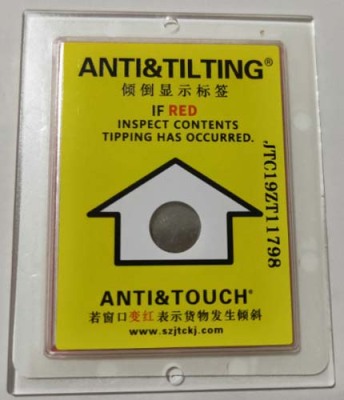 ANTI&TILTING®
倾倒显示标签
IF RED
INSPECT CONTENTS
TIPPING HAS OCCURRED.
JTC19ZT11798
ANTI&TOUCH®
若窗口变红表示货物发生倾斜
www.szjtckj.com